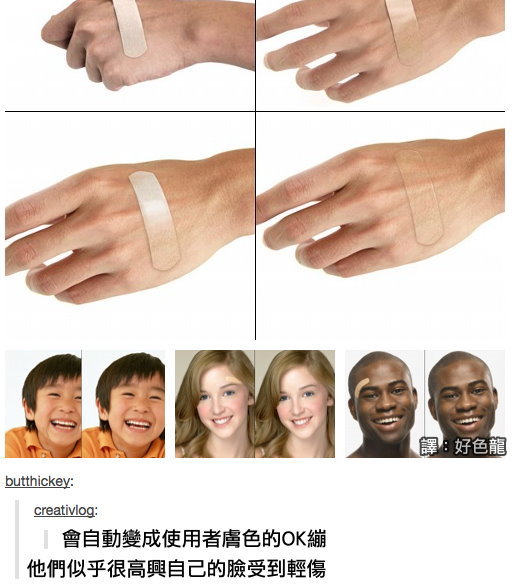 譯：好色龍
butthickey:
creativlog:
會自動變成使用者膚色的OK繃
他們似乎很高興自己的臉受到輕傷